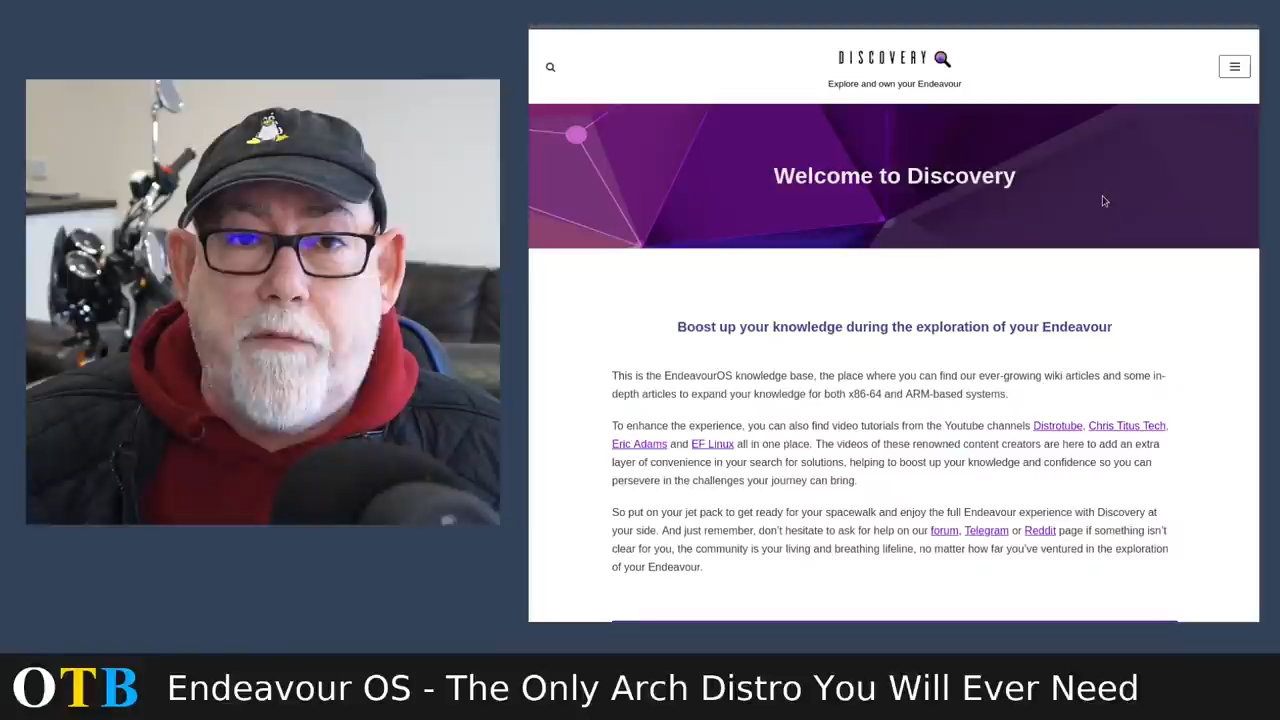 DISCOVERY
Explore and own your Endeavour
Welcome to Discovery
Boost up your knowledge during the exploration of your Endeavour
This is the EndeavourOS knowledge base, the place where you can find our ever-growing wiki articles and some in-
depth articles to expand your knowledge for both x86-64 and ARM-based systems.
To enhance the experience, you can also find video tutorials from the Youtube channels Distrotube, Chris Titus Tech,
Eric Adams and EF Linux all in one place. The videos of these renowned content creators are here to add an extra
layer of convenience in your search for solutions, helping to boost up your knowledge and confidence so you can
persevere in the challenges your journey can bring.
So put on your jet pack to get ready for your spacewalk and enjoy the full Endeavour experience with Discovery at
your side. And just remember, don’t hesitate to ask for help on our forum, Telegram or Reddit page if something isn’t
clear for you, the community is your living and breathing lifeline, no matter how far you’ve ventured in the exploration
of your Endeavour.
OTB Endeavour OS - The Only Arch Distro You Will Ever Need